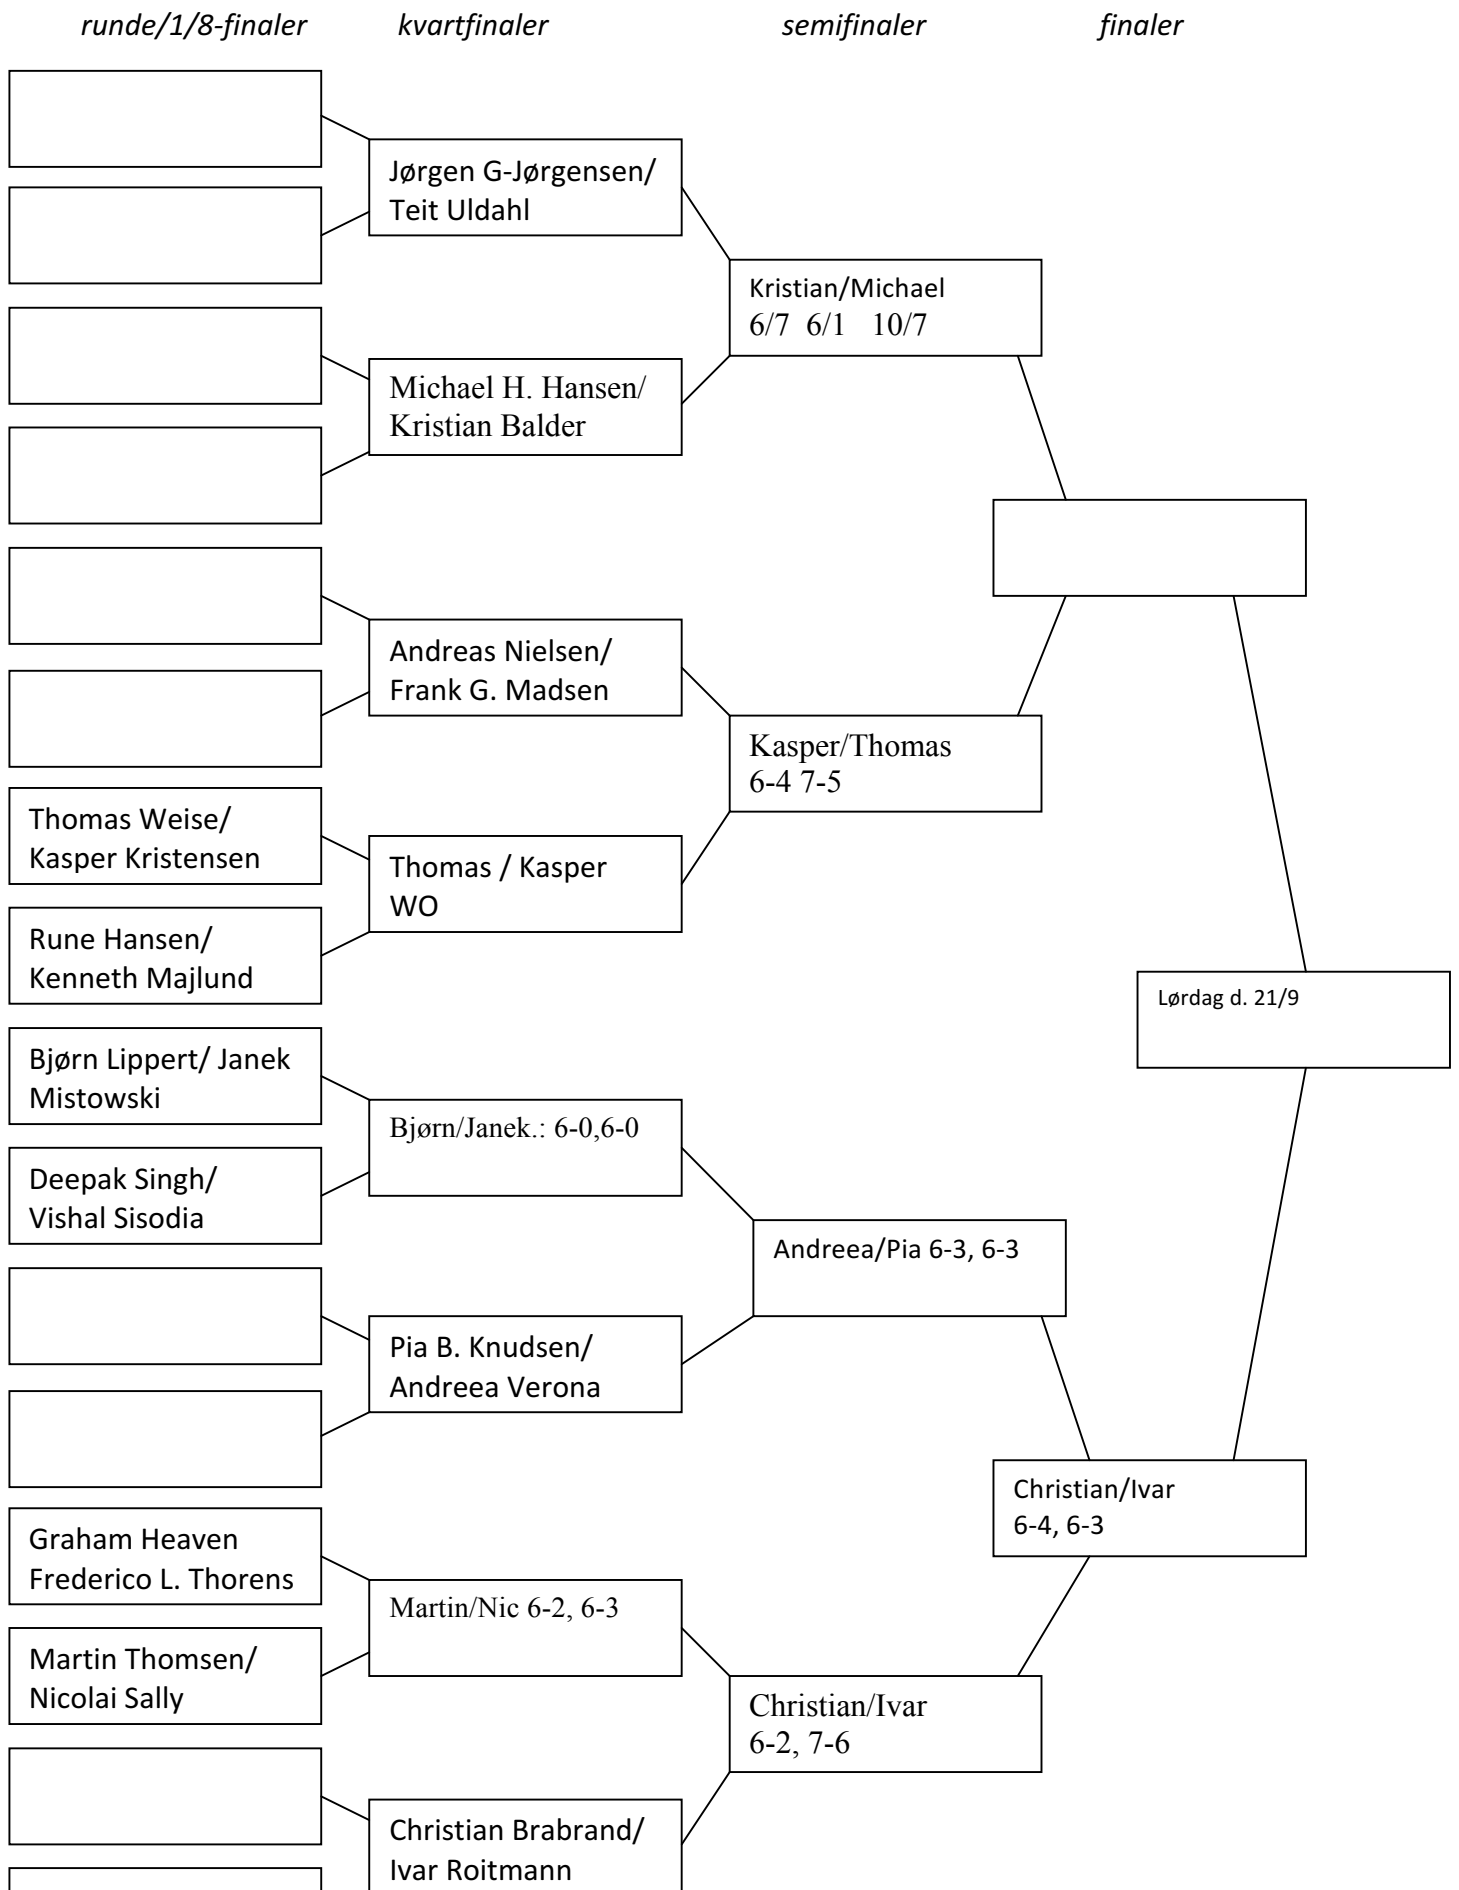 runde/1/8-finaler kvartfinaler semifinaler finaler
Jørgen G-Jørgensen/
Teit Uldahl
Kristian/Michael
6/7 6/1 10/7
Michael H. Hansen/
Kristian Balder
Andreas Nielsen/
Frank G. Madsen
Kasper/Thomas
6-4 7-5
Thomas Weise/
Kasper Kristensen
Thomas / Kasper
WO
Rune Hansen/
Kenneth Majlund
Lørdag d. 21/9
Bjørn Lippert/ Janek
Mistowski
Bjørn/Janek.: 6-0,6-0
Deepak Singh/
Vishal Sisodia
Andreea/Pia 6-3, 6-3
Pia B. Knudsen/
Andreea Verona
Christian/Ivar
6-4, 6-3
Graham Heaven
Frederico L. Thorens
Martin/Nic 6-2, 6-3
Martin Thomsen/
Nicolai Sally
Christian/Ivar
6-2, 7-6
Christian Brabrand/
Ivar Roitmann